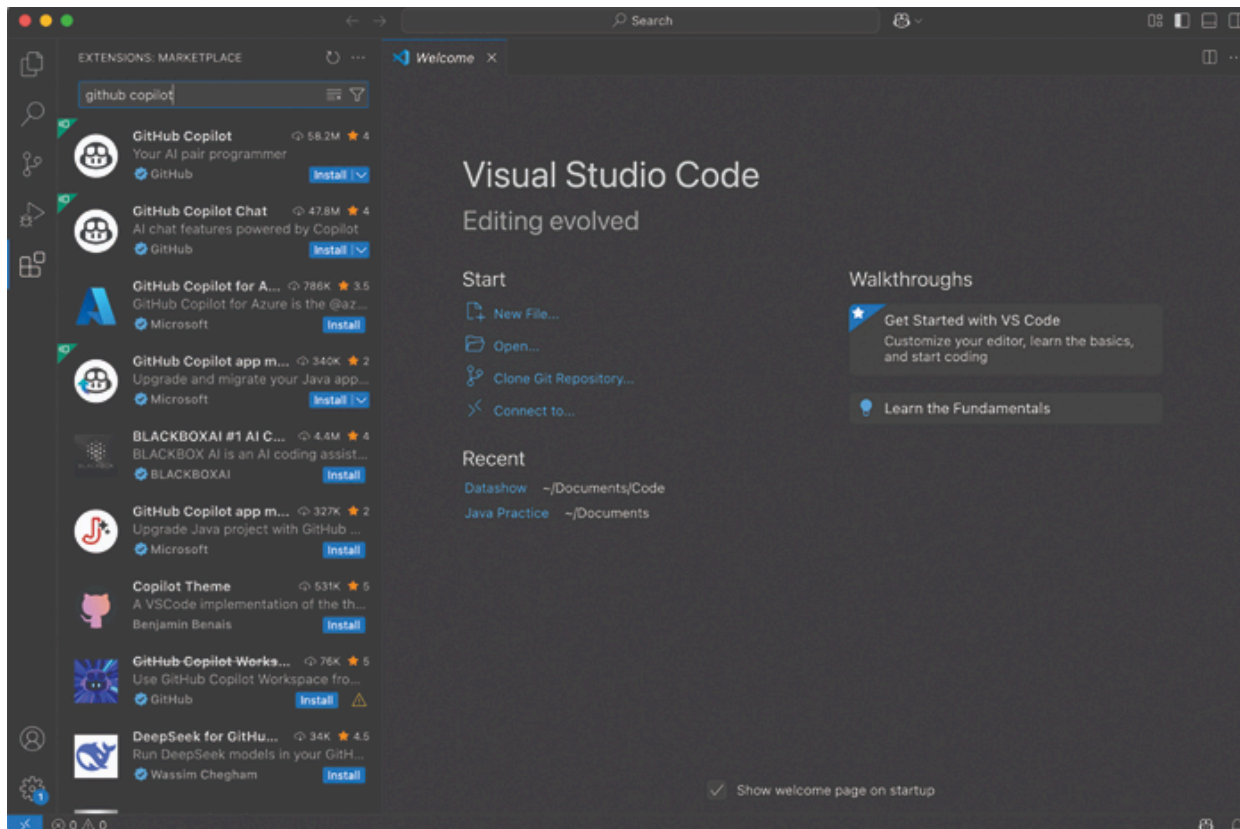 Search
EXTENSIONS: MARKETPLACE
Welcome
github copilot
GitHub Copilot 58.2M 4
Your AI pair programmer
GitHub Install
GitHub Copilot Chat 47.8M 4
AI chat features powered by Copilot
GitHub Install
GitHub Copilot for A... 786K 3.5
GitHub Copilot for Azure is the @az...
Microsoft Install
GitHub Copilot app m... 340K 2
Upgrade and migrate your Java app...
Microsoft Install
BLACKBOXAI #1 AI C... 4.4M 4
BLACKBOX AI is an AI coding assist...
BLACKBOXAI Install
GitHub Copilot app m... 327K 2
Upgrade Java project with GitHub ...
Microsoft Install
Copilot Theme 531K 5
A VSCode implementation of the th...
Benjamin Benais Install
GitHub Copilot Works... 76K 5
Use GitHub Copilot Workspace fro...
GitHub Install
DeepSeek for GitHu... 34K 4.5
Run DeepSeek models in your GitH...
Wassim Chegham Install
1
0 0
Visual Studio Code
Editing evolved
Start
New File...
Open...
Clone Git Repository...
Connect to...
Recent
Datashow ~/Documents/Code
Java Practice ~/Documents
Walkthroughs
Get Started with VS Code
Customize your editor, learn the basics,
and start coding
Learn the Fundamentals
Show welcome page on startup